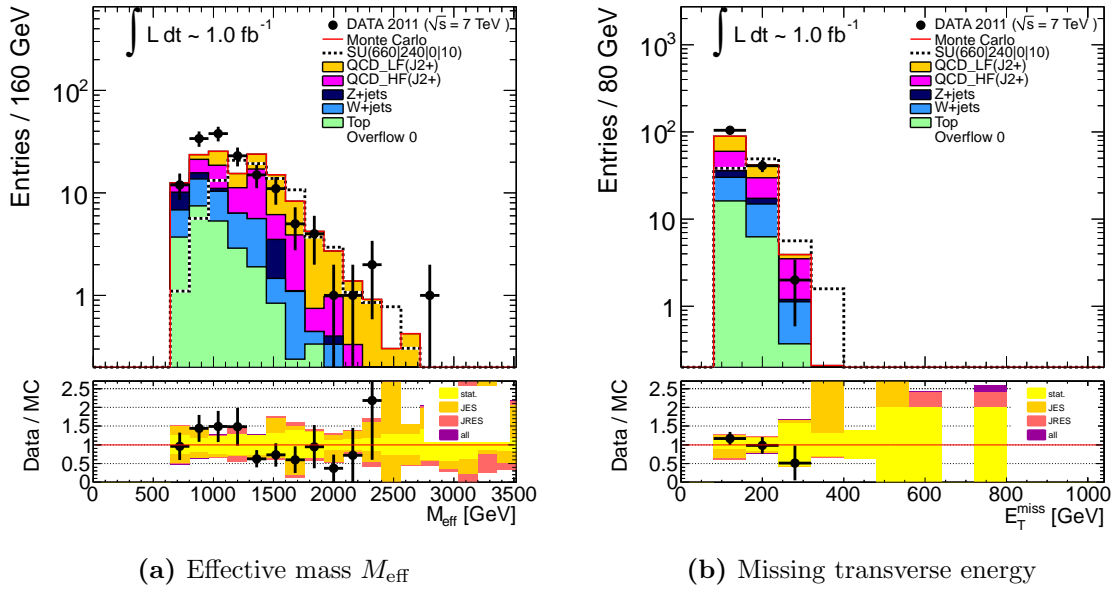 ∫ L dt ~ 1.0 fb⁻¹
DATA 2011 (√s = 7 TeV)
Monte Carlo
SU(660|240|0|10)
QCD_LF(J2+)
QCD_HF(J2+)
Z+jets
W+jets
Top
Overflow 0
Entries / 160 GeV
10²
10
1
Data / MC
2.5
2
1.5
1
0.5
0
stat.
JES
JRES
all
0 500 1000 1500 2000 2500 3000 3500
M_eff [GeV]
(a) Effective mass M_eff
∫ L dt ~ 1.0 fb⁻¹
DATA 2011 (√s = 7 TeV)
Monte Carlo
SU(660|240|0|10)
QCD_LF(J2+)
QCD_HF(J2+)
Z+jets
W+jets
Top
Overflow 0
Entries / 80 GeV
10³
10²
10
1
Data / MC
2.5
2
1.5
1
0.5
0
stat.
JES
JRES
all
0 200 400 600 800 1000
E_T^miss [GeV]
(b) Missing transverse energy